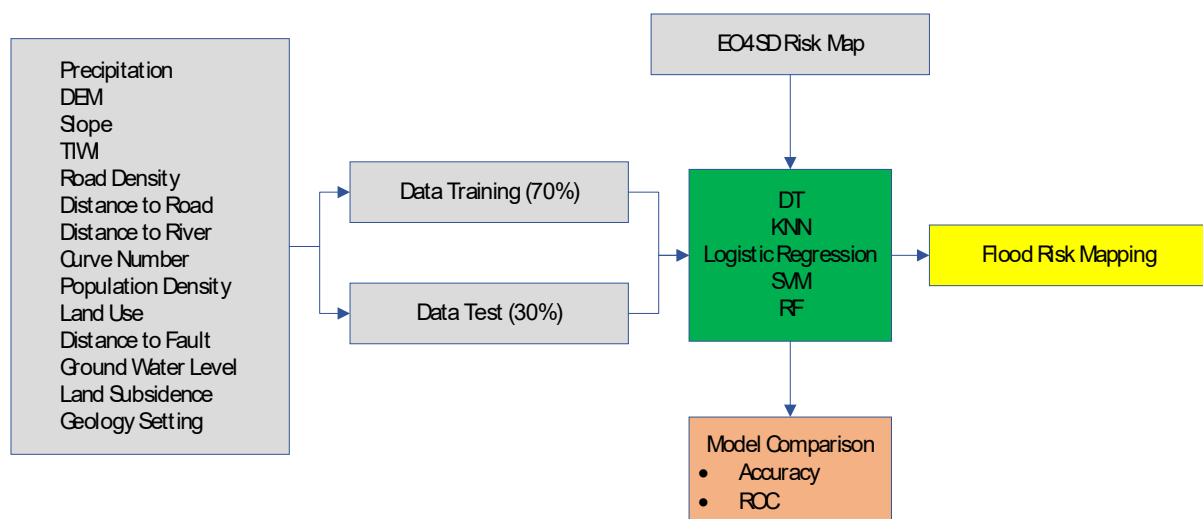 Precipitation
DEM
Slope
TIWI
Road Density
Distance to Road
Distance to River
Curve Number
Population Density
Land Use
Distance to Fault
Ground Water Level
Land Subsidence
Geology Setting
Data Training (70%)
Data Test (30%)
EO4SD Risk Map
DT
KNN
Logistic Regression
SVM
RF
Flood Risk Mapping
Model Comparison
• Accuracy
• ROC